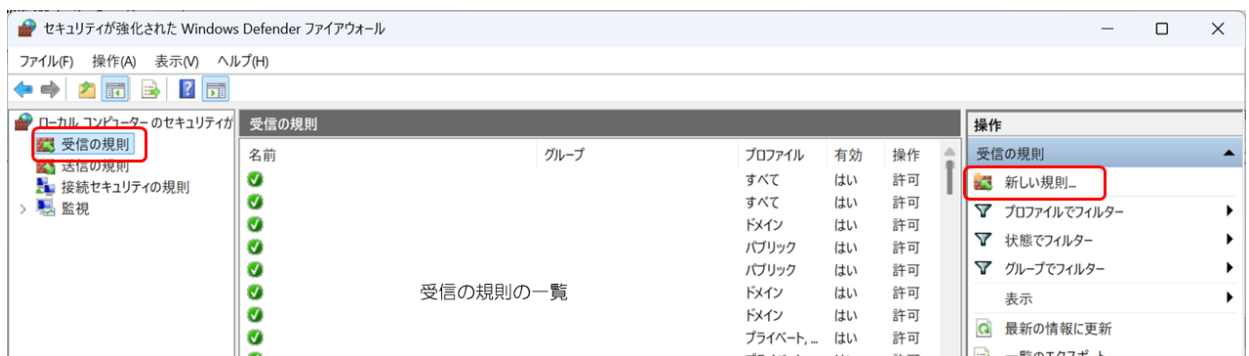 セキュリティが強化された Windows Defender ファイアウォール
ファイル(F) 操作(A) 表示(V) ヘルプ(H)
ローカル コンピューター のセキュリティが
受信の規則
送信の規則
接続セキュリティの規則
監視
受信の規則
名前 グループ プロファイル 有効 操作
すべて はい 許可
すべて はい 許可
ドメイン はい 許可
パブリック はい 許可
パブリック はい 許可
ドメイン はい 許可
ドメイン はい 許可
プライベート, ... はい 許可
受信の規則の一覧
操作
受信の規則
新しい規則...
プロファイルでフィルター
状態でフィルター
グループでフィルター
表示
最新の情報に更新
一覧のエクスポート